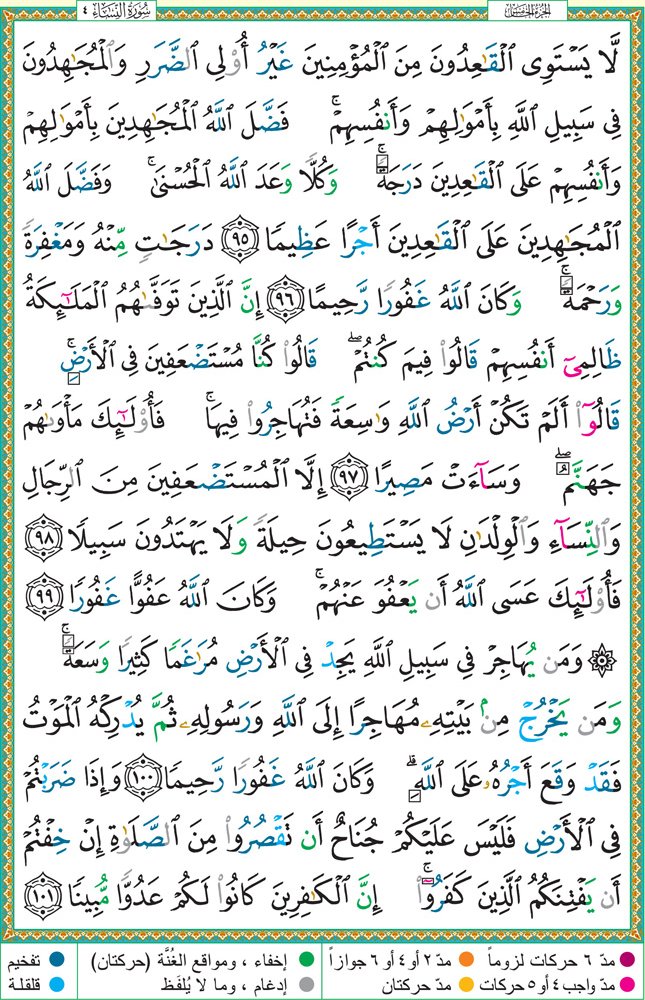 الجزء الخامس
سورة النساء ٤
لَّا يَسْتَوِى ٱلْقَـٰعِدُونَ مِنَ ٱلْمُؤْمِنِينَ غَيْرُ أُو۟لِى ٱلضَّرَرِ وَٱلْمُجَـٰهِدُونَ
فِى سَبِيلِ ٱللَّهِ بِأَمْوَٰلِهِمْ وَأَنفُسِهِمْ ۚ فَضَّلَ ٱللَّهُ ٱلْمُجَـٰهِدِينَ بِأَمْوَٰلِهِمْ
وَأَنفُسِهِمْ عَلَى ٱلْقَـٰعِدِينَ دَرَجَةً ۚ وَكُلًّا وَعَدَ ٱللَّهُ ٱلْحُسْنَىٰ ۚ وَفَضَّلَ ٱللَّهُ
ٱلْمُجَـٰهِدِينَ عَلَى ٱلْقَـٰعِدِينَ أَجْرًا عَظِيمًا ٩٥ دَرَجَـٰتٍ مِّنْهُ وَمَغْفِرَةً
وَرَحْمَةً ۚ وَكَانَ ٱللَّهُ غَفُورًا رَّحِيمًا ٩٦ إِنَّ ٱلَّذِينَ تَوَفَّىٰهُمُ ٱلْمَلَـٰٓئِكَةُ
ظَالِمِىٓ أَنفُسِهِمْ قَالُوا۟ فِيمَ كُنتُمْ ۖ قَالُوا۟ كُنَّا مُسْتَضْعَفِينَ فِى ٱلْأَرْضِ ۚ
قَالُوٓا۟ أَلَمْ تَكُنْ أَرْضُ ٱللَّهِ وَٰسِعَةً فَتُهَاجِرُوا۟ فِيهَا ۚ فَأُو۟لَـٰٓئِكَ مَأْوَىٰهُمْ
جَهَنَّمُ ۖ وَسَآءَتْ مَصِيرًا ٩٧ إِلَّا ٱلْمُسْتَضْعَفِينَ مِنَ ٱلرِّجَالِ
وَٱلنِّسَآءِ وَٱلْوِلْدَٰنِ لَا يَسْتَطِيعُونَ حِيلَةً وَلَا يَهْتَدُونَ سَبِيلًا ٩٨
فَأُو۟لَـٰٓئِكَ عَسَى ٱللَّهُ أَن يَعْفُوَ عَنْهُمْ ۚ وَكَانَ ٱللَّهُ عَفُوًّا غَفُورًا ٩٩
۞ وَمَن يُهَاجِرْ فِى سَبِيلِ ٱللَّهِ يَجِدْ فِى ٱلْأَرْضِ مُرَٰغَمًا كَثِيرًا وَسَعَةً ۚ
وَمَن يَخْرُجْ مِنۢ بَيْتِهِۦ مُهَاجِرًا إِلَى ٱللَّهِ وَرَسُولِهِۦ ثُمَّ يُدْرِكْهُ ٱلْمَوْتُ
فَقَدْ وَقَعَ أَجْرُهُۥ عَلَى ٱللَّهِ ۗ وَكَانَ ٱللَّهُ غَفُورًا رَّحِيمًا ١٠٠ وَإِذَا ضَرَبْتُمْ
فِى ٱلْأَرْضِ فَلَيْسَ عَلَيْكُمْ جُنَاحٌ أَن تَقْصُرُوا۟ مِنَ ٱلصَّلَوٰةِ إِنْ خِفْتُمْ
أَن يَفْتِنَكُمُ ٱلَّذِينَ كَفَرُوٓا۟ ۚ إِنَّ ٱلْكَـٰفِرِينَ كَانُوا۟ لَكُمْ عَدُوًّا مُّبِينًا ١٠١
مدّ ٦ حركات لزوماً مدّ ٢ أو ٤ أو ٦ جوازاً إخفاء ، ومواقع الغُنَّة (حركتان) تفخيم
مدّ واجب ٤ أو ٥ حركات مدّ حركتان إدغام ، وما لا يُلفَظ قلقلة